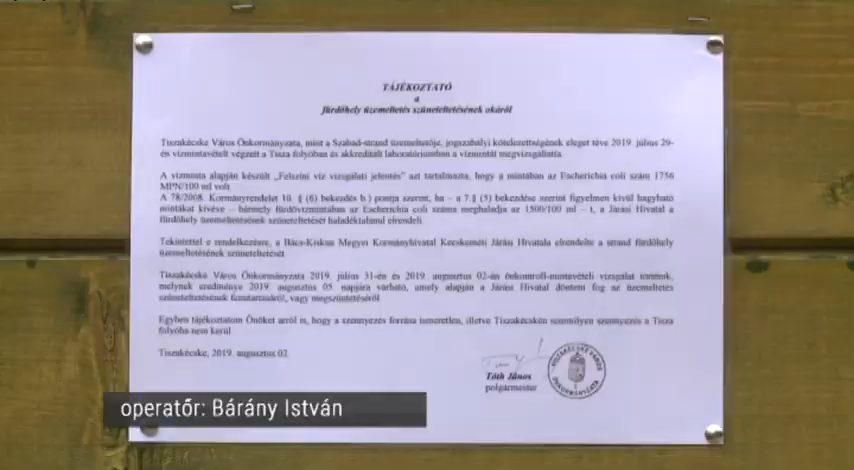 TÁJÉKOZTATÓ
a
fürdőhely üzemeltetés szüneteltetésének okáról
Tiszakécske Város Önkormányzata, mint a Szabad-strand üzemeltetője, jogszabályi kötelezettségének eleget téve 2019. július 29-
én vízmintavételt végzett a Tisza folyóban és akkreditált laboratóriumban a vízmintát megvizsgáltatta.
A vízminta alapján készült „Felszíni víz vizsgálati jelentés" azt tartalmazta, hogy a mintában az Escherichia coli szám 1756
MPN/100 ml volt.
A 78/2008. Kormányrendelet 10. § (6) bekezdés b.) pontja szerint, ha – a 7.§ (5) bekezdése szerint figyelmen kívül hagyható
mintákat kivéve – bármely fürdővízmintában az Escherichia coli száma meghaladja az 1500/100 ml – t, a Járási Hivatal a
fürdőhely üzemeltetésének szüneteltetését haladéktalanul elrendeli.
Tekintettel e rendelkezésre, a Bács-Kiskun Megyei Kormányhivatal Kecskeméti Járási Hivatala elrendelte a strand fürdőhely
üzemeltetésének szüneteltetését.
Tiszakécske Város Önkormányzata 2019. július 31-én és 2019. augusztus 02-án önkontroll-mintavételi vizsgálat történt,
melynek eredménye 2019. augusztus 05. napjára várható, amely alapján a Járási Hivatal dönteni fog az üzemeltetés
szüneteltetésének fenntartásáról, vagy megszüntetéséről.
Egyben tájékoztatom Önöket arról is, hogy a szennyezés forrása ismeretlen, illetve Tiszakécskén semmilyen szennyezés a Tisza
folyóba nem kerül.
Tiszakécske, 2019. augusztus 02.
Tóth János
polgármester
TISZAKÉCSKE VÁROS
ÖNKORMÁNYZATA
operatőr: Bárány István